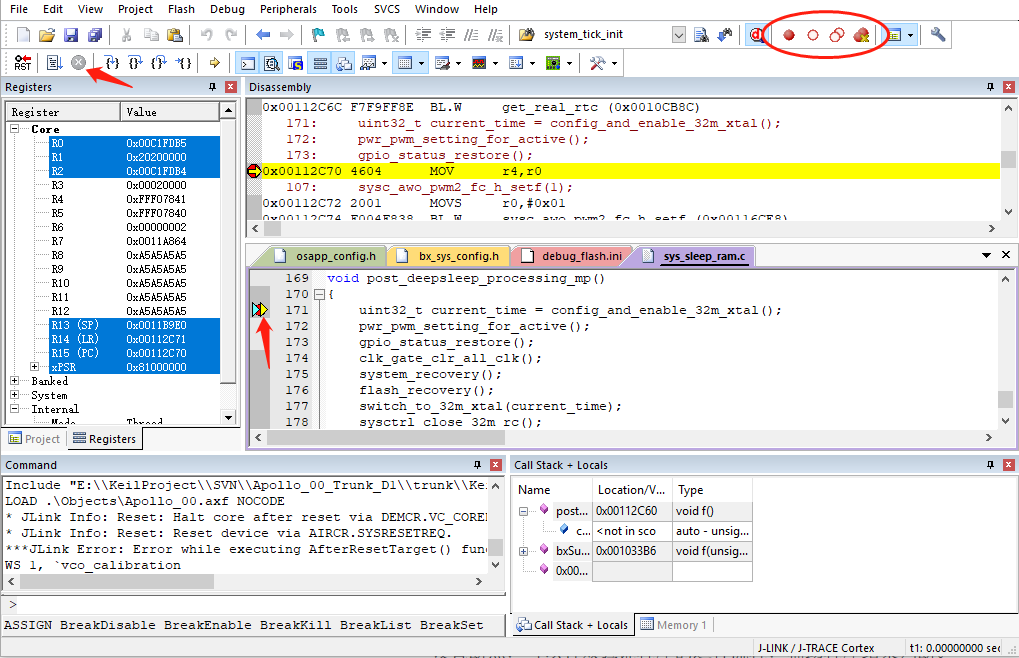 File Edit View Project Flash Debug Peripherals Tools SVCS Window Help
system_tick_init
RST
Registers
Register Value
Core
R0 0x00C1FDB5
R1 0x20200000
R2 0x00C1FDB4
R3 0x00020000
R4 0xFFF07841
R5 0xFFF07840
R6 0x00000002
R7 0x0011A864
R8 0xA5A5A5A5
R9 0xA5A5A5A5
R10 0xA5A5A5A5
R11 0xA5A5A5A5
R12 0xA5A5A5A5
R13 (SP) 0x0011B9E0
R14 (LR) 0x00112C71
R15 (PC) 0x00112C70
xPSR 0x81000000
Banked
System
Internal
Mode Thread
Project Registers
Disassembly
0x00112C6C F7F9FF8E BL.W get_real_rtc (0x0010CB8C)
171: uint32_t current_time = config_and_enable_32m_xtal();
172: pwr_pwm_setting_for_active();
173: gpio_status_restore();
0x00112C70 4604 MOV r4,r0
107: sysc_awo_pwm2_fc_h_setf(1);
0x00112C72 2001 MOVS r0,#0x01
0x00112C74 F004F838 BL.W sysc_awo_pwm2_fc_h_setf (0x00116CE8)
osapp_config.h bx_sys_config.h debug_flash.ini sys_sleep_ram.c
169 void post_deepsleep_processing_mp()
170 {
171 uint32_t current_time = config_and_enable_32m_xtal();
172 pwr_pwm_setting_for_active();
173 gpio_status_restore();
174 clk_gate_clr_all_clk();
175 system_recovery();
176 flash_recovery();
177 switch_to_32m_xtal(current_time);
178 sysctrl_close_32m_rc();
Command
Include "E:\\KeilProject\\SVN\\Apollo_00_Trunk_D1\\trunk\\Ke
LOAD .\Objects\Apollo_00.axf NOCODE
* JLink Info: Reset: Halt core after reset via DEMCR.VC_CORE
* JLink Info: Reset: Reset device via AIRCR.SYSRESETREQ.
***JLink Error: Error while executing AfterResetTarget() fun
WS 1, `vco_calibration
>
ASSIGN BreakDisable BreakEnable BreakKill BreakList BreakSet
Call Stack + Locals
Name Location/V... Type
post... 0x00112C60 void f()
c... <not in sco auto - unsig...
bxSu... 0x001033B6 void f(unsig...
0x00...
Call Stack + Locals Memory 1
J-LINK / J-TRACE Cortex t1: 0.00000000 sec